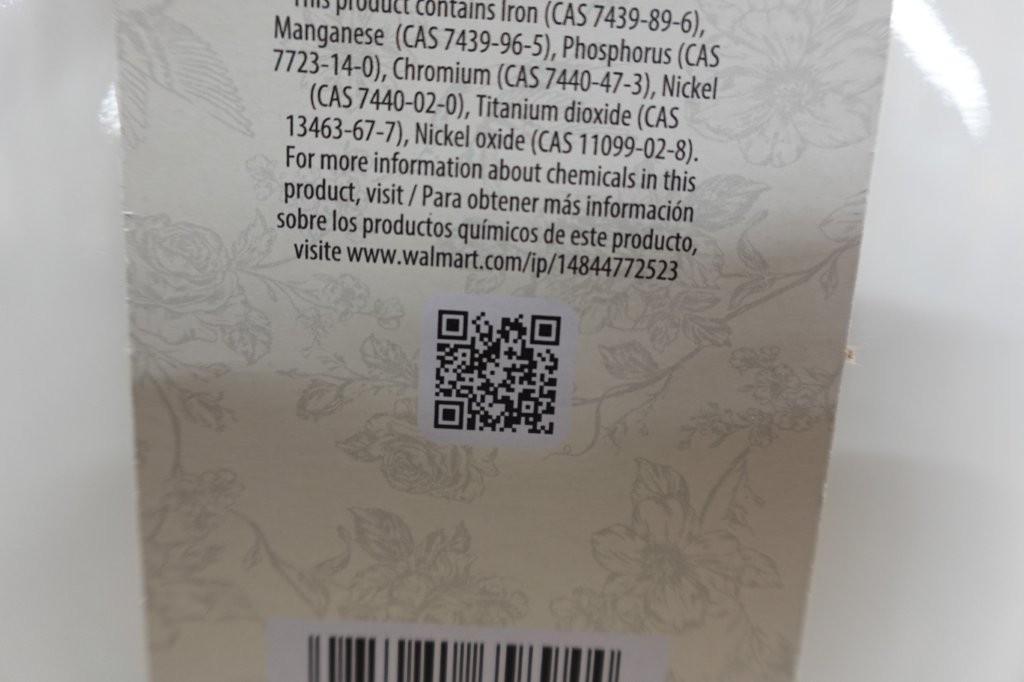 This product contains Iron (CAS 7439-89-6),
Manganese (CAS 7439-96-5), Phosphorus (CAS
7723-14-0), Chromium (CAS 7440-47-3), Nickel
(CAS 7440-02-0), Titanium dioxide (CAS
13463-67-7), Nickel oxide (CAS 11099-02-8).
For more information about chemicals in this
product, visit / Para obtener más información
sobre los productos químicos de este producto,
visite www.walmart.com/ip/14844772523